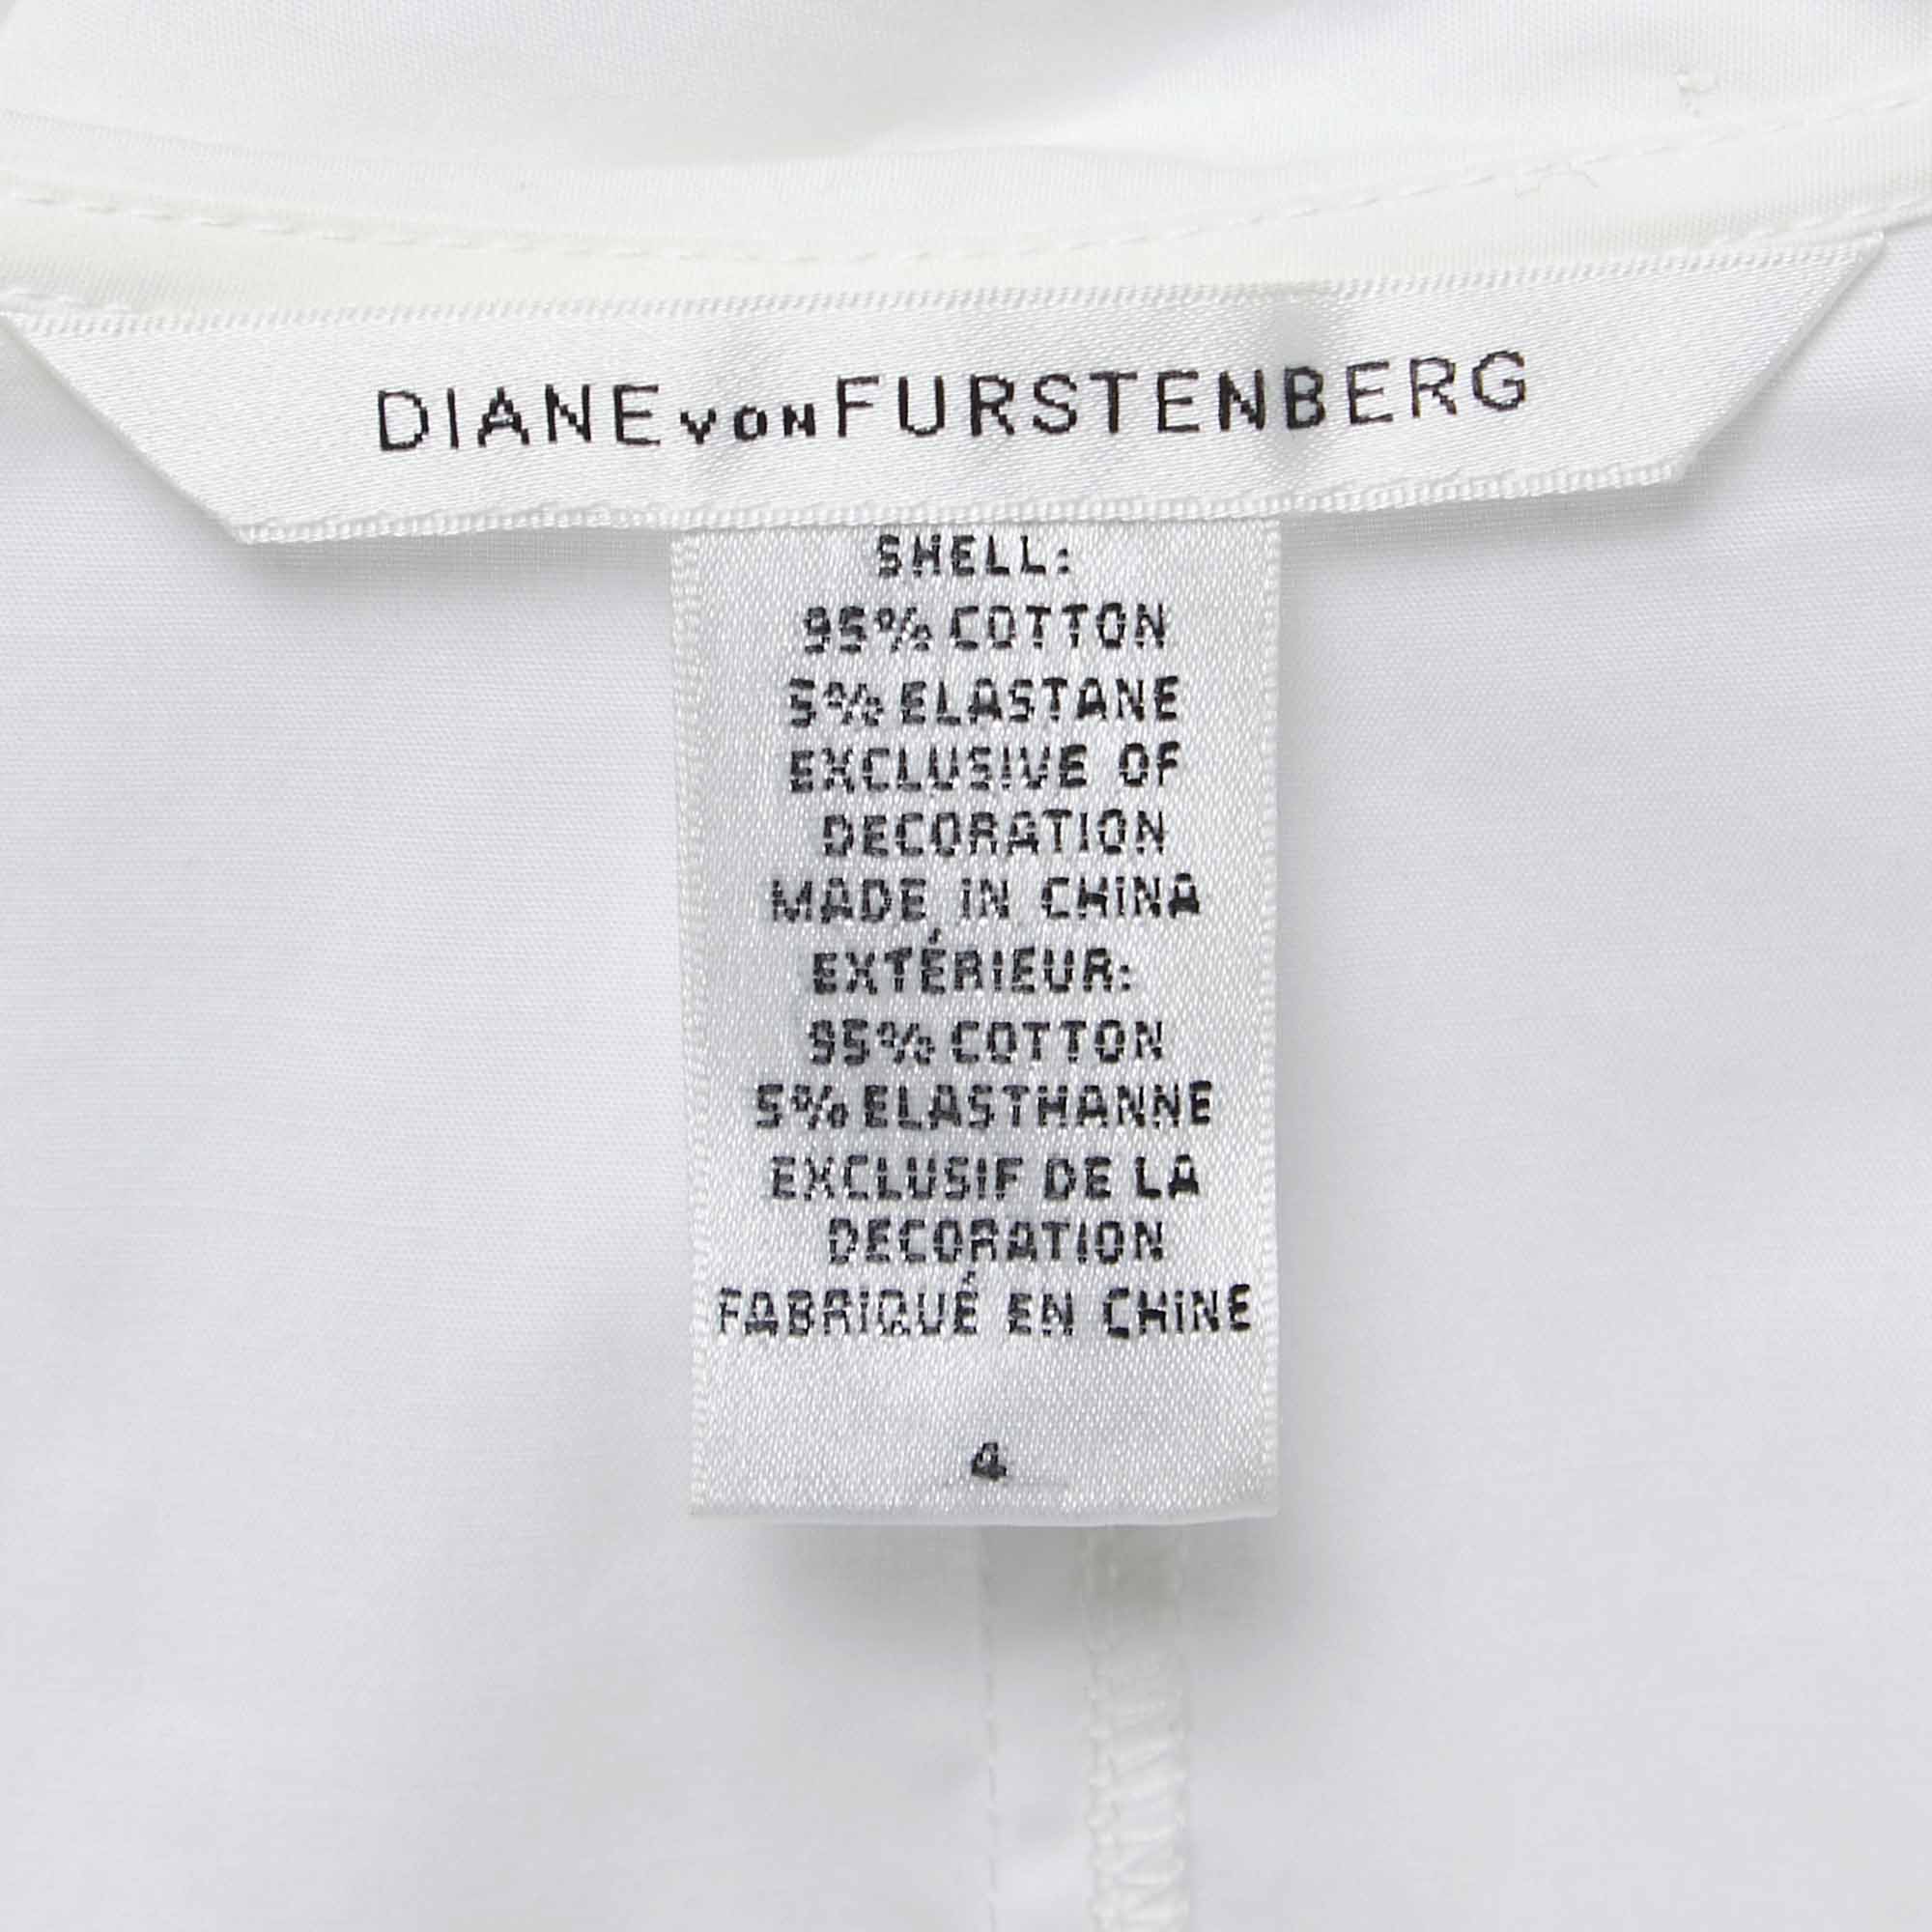 DIANE VON FURSTENBERG
SHELL:
95% COTTON
5% ELASTANE
EXCLUSIVE OF
DECORATION
MADE IN CHINA
EXTÉRIEUR:
95% COTTON
5% ELASTHANNE
EXCLUSIF DE LA
DECORATION
FABRIQUÉ EN CHINE
4